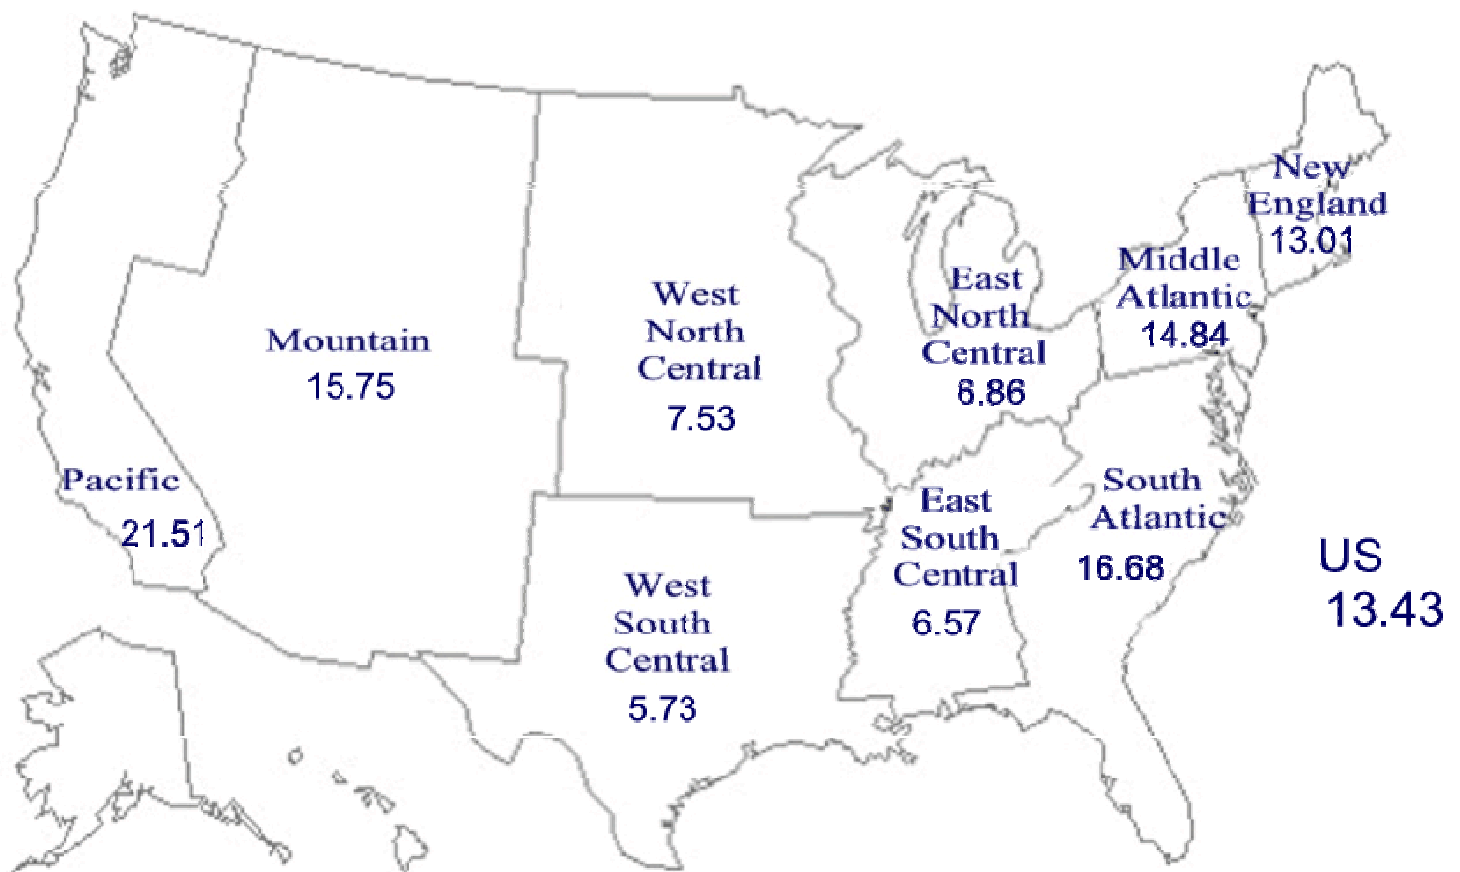 New
England
13.01
Middle
Atlantic
14.84
East
North
Central
6.86
West
North
Central
7.53
Mountain
15.75
Pacific
21.51
South
Atlantic
16.68
East
South
Central
6.57
US
13.43
West
South
Central
5.73